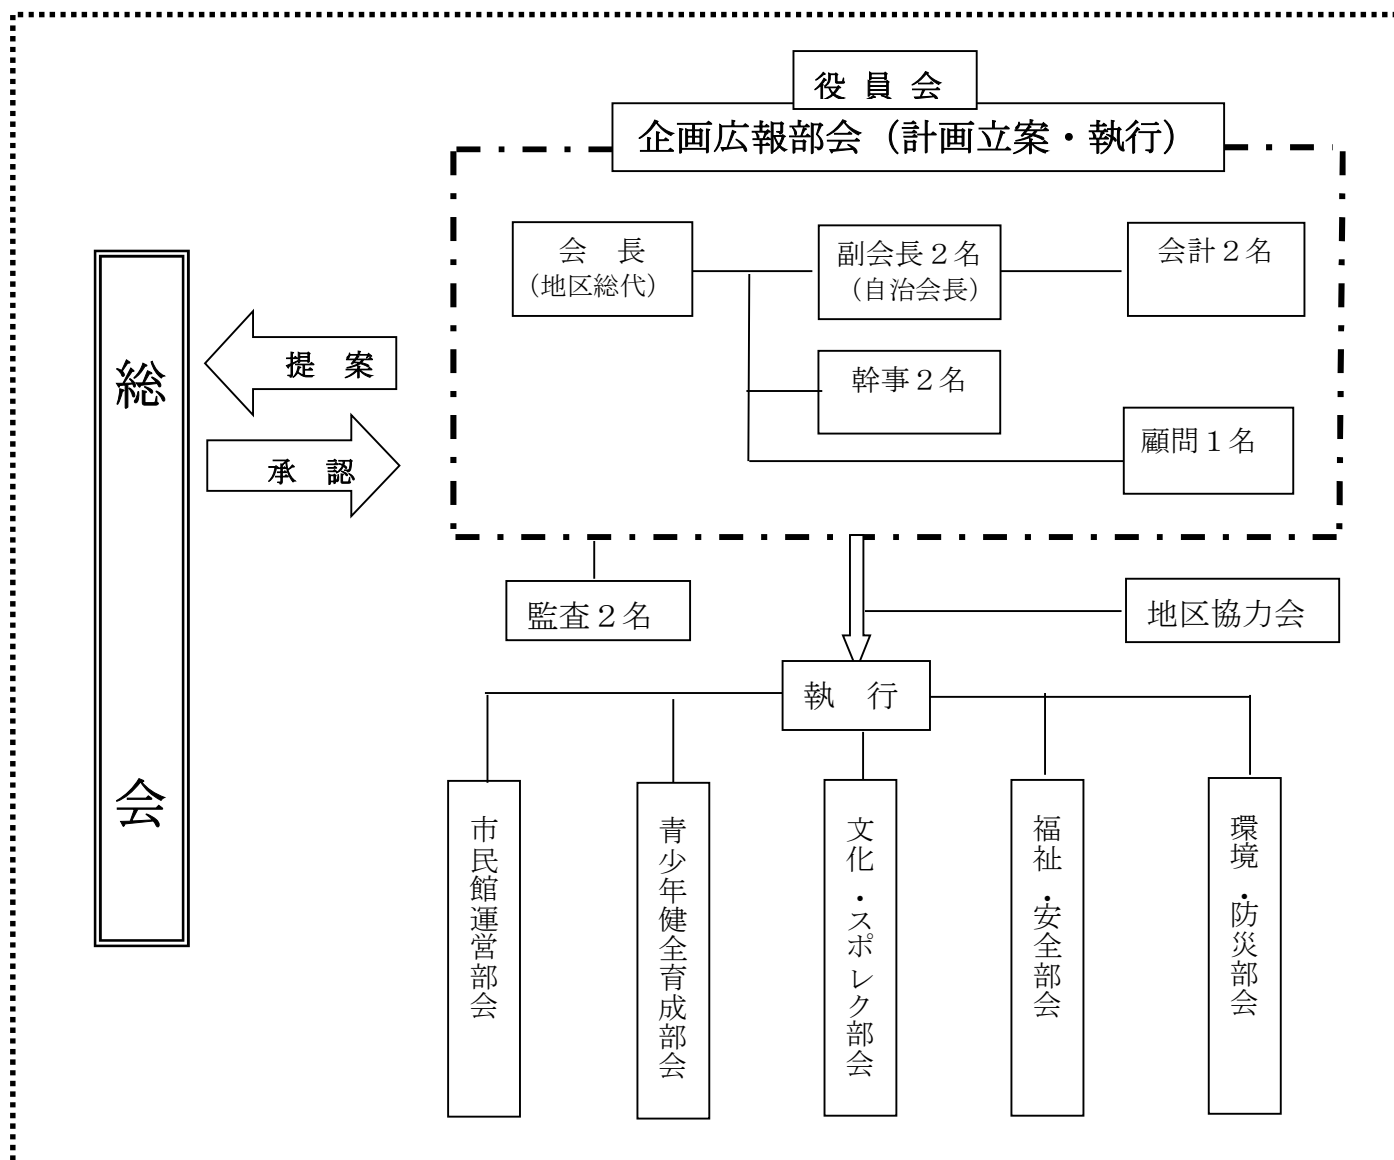 役 員 会
企画広報部会（計画立案・執行）
会　長
（地区総代）
副会長２名
（自治会長）
会計２名
幹事２名
顧問１名
総　会
提　案
承　認
監査２名
地区協力会
執　行
市民館運営部会
青少年健全育成部会
文化・スポレク部会
福祉・安全部会
環境・防災部会